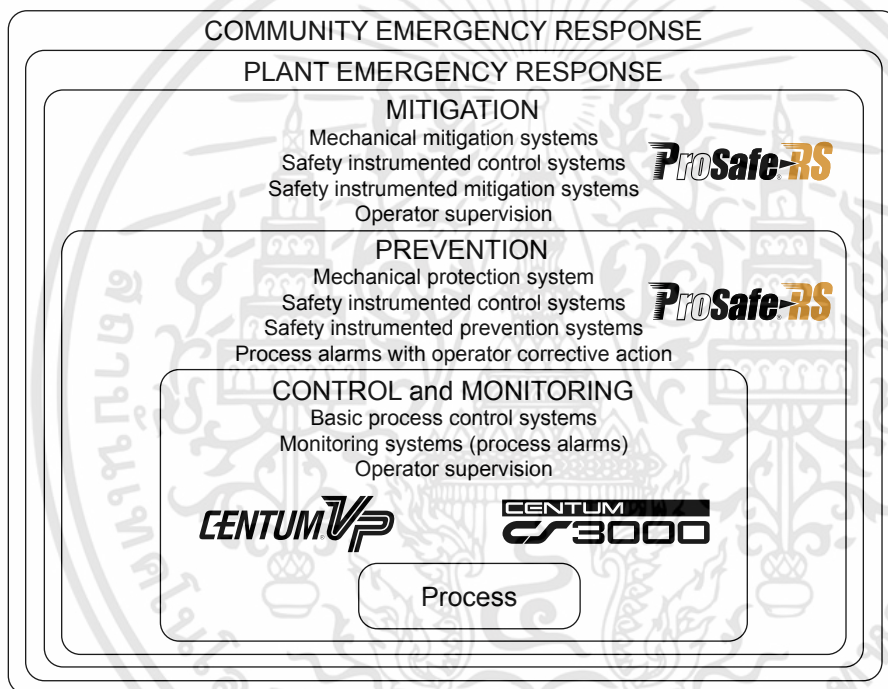 COMMUNITY EMERGENCY RESPONSE
PLANT EMERGENCY RESPONSE
MITIGATION
Mechanical mitigation systems
Safety instrumented control systems
Safety instrumented mitigation systems
Operator supervision
ProSafe-RS
PREVENTION
Mechanical protection system
Safety instrumented control systems
Safety instrumented prevention systems
Process alarms with operator corrective action
ProSafe-RS
CONTROL and MONITORING
Basic process control systems
Monitoring systems (process alarms)
Operator supervision
CENTUM VP
CENTUM CS3000
Process